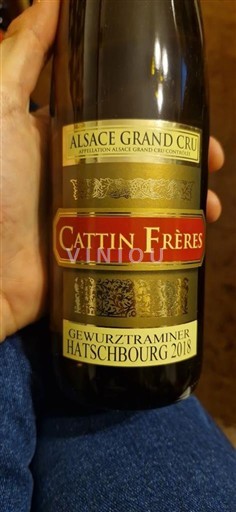 ALSACE GRAND CRU
APPELLATION ALSACE GRAND CRU CONTRÔLÉE
CATTIN FRÈRES
VINIOU
GEWURZTRAMINER
HATSCHBOURG 2018